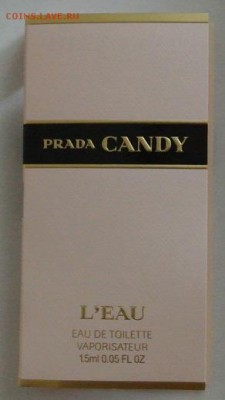 COINS.LAVE.RU
PRADA CANDY
L'EAU
EAU DE TOILETTE
VAPORISATEUR
1.5ml 0.05 FL OZ